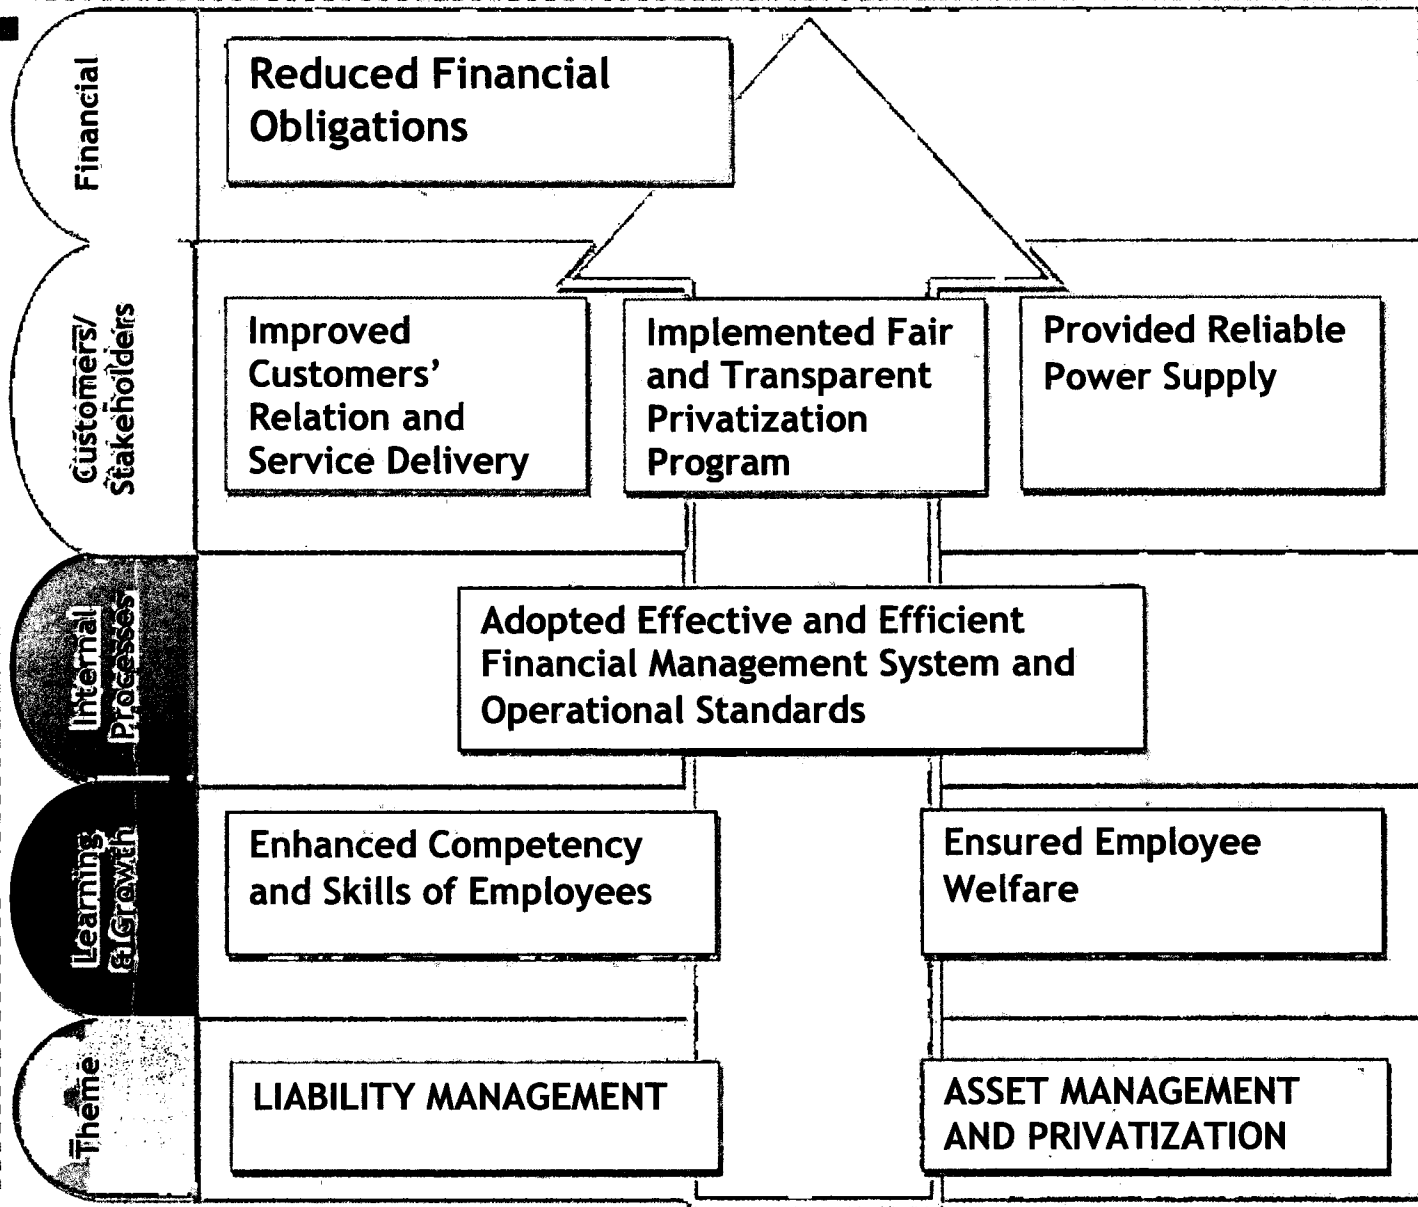 Financial
Reduced Financial
Obligations
Customers/
Stakeholders
Improved
Customers'
Relation and
Service Delivery
Implemented Fair
and Transparent
Privatization
Program
Provided Reliable
Power Supply
Internal
Processes
Adopted Effective and Efficient
Financial Management System and
Operational Standards
Learning
& Growth
Enhanced Competency
and Skills of Employees
Ensured Employee
Welfare
Theme
LIABILITY MANAGEMENT
ASSET MANAGEMENT
AND PRIVATIZATION